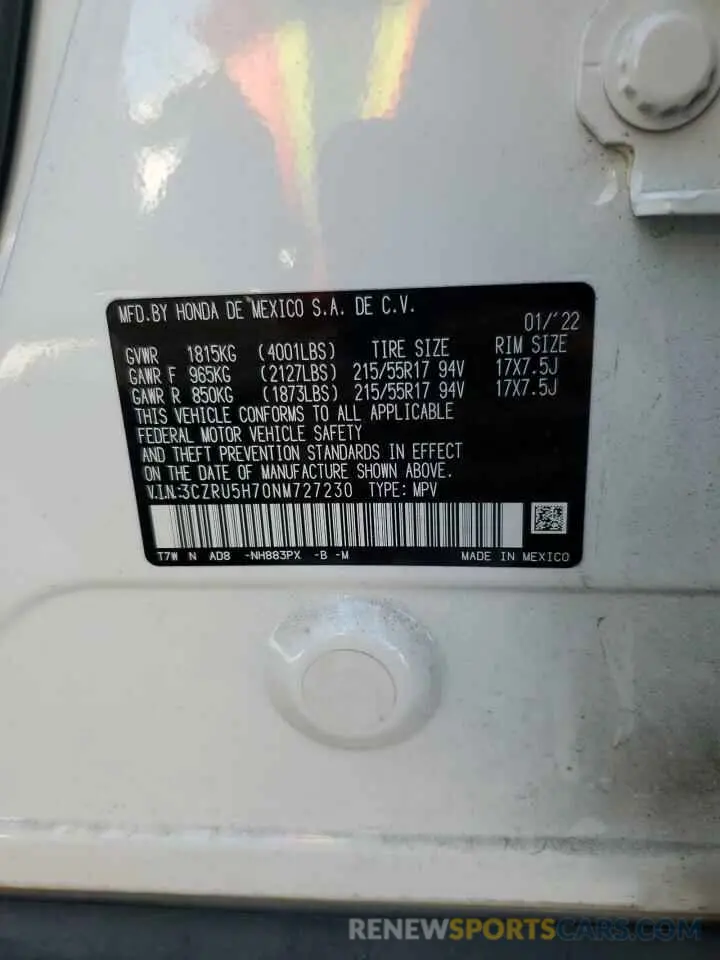 MFD.BY HONDA DE MEXICO S.A. DE C.V.
01/'22
GVWR 1815KG (4001LBS) TIRE SIZE RIM SIZE
GAWR F 965KG (2127LBS) 215/55R17 94V 17X7.5J
GAWR R 850KG (1873LBS) 215/55R17 94V 17X7.5J
THIS VEHICLE CONFORMS TO ALL APPLICABLE
FEDERAL MOTOR VEHICLE SAFETY
AND THEFT PREVENTION STANDARDS IN EFFECT
ON THE DATE OF MANUFACTURE SHOWN ABOVE.
V.I.N.:3CZRU5H70NM727230 TYPE: MPV
T7W N AD8 -NH883PX -B -M MADE IN MEXICO
RENEWSPORTSCARS.COM